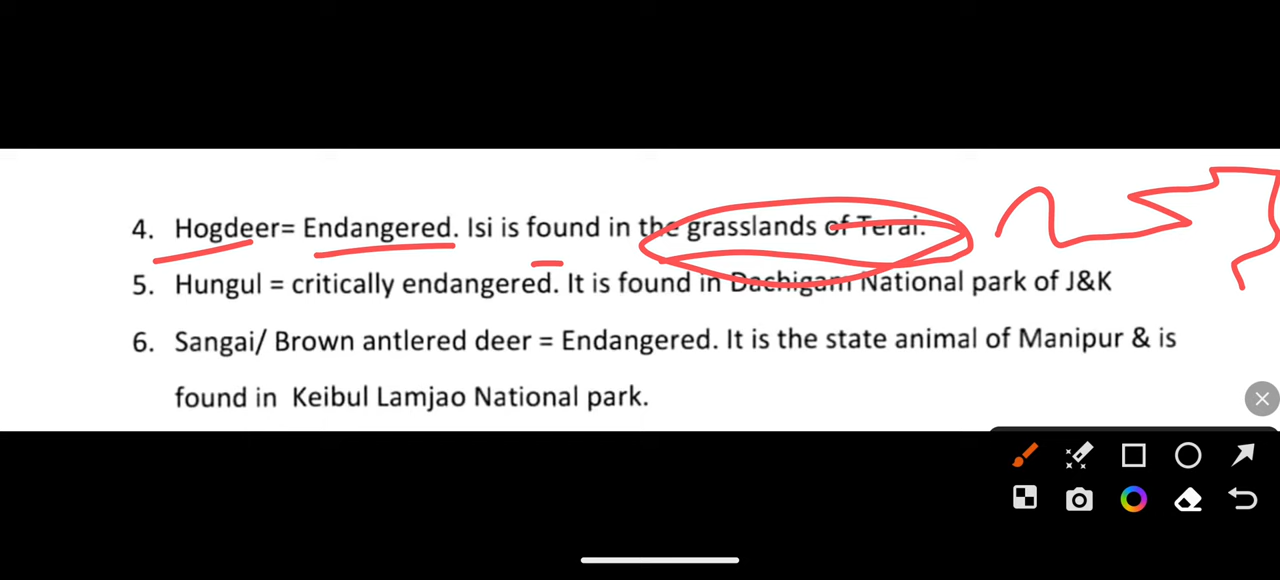 4. Hogdeer= Endangered. Isi is found in the grasslands of Terai.
5. Hungul = critically endangered. It is found in Dachigam National park of J&K
6. Sangai/ Brown antlered deer = Endangered. It is the state animal of Manipur & is
found in Keibul Lamjao National park.